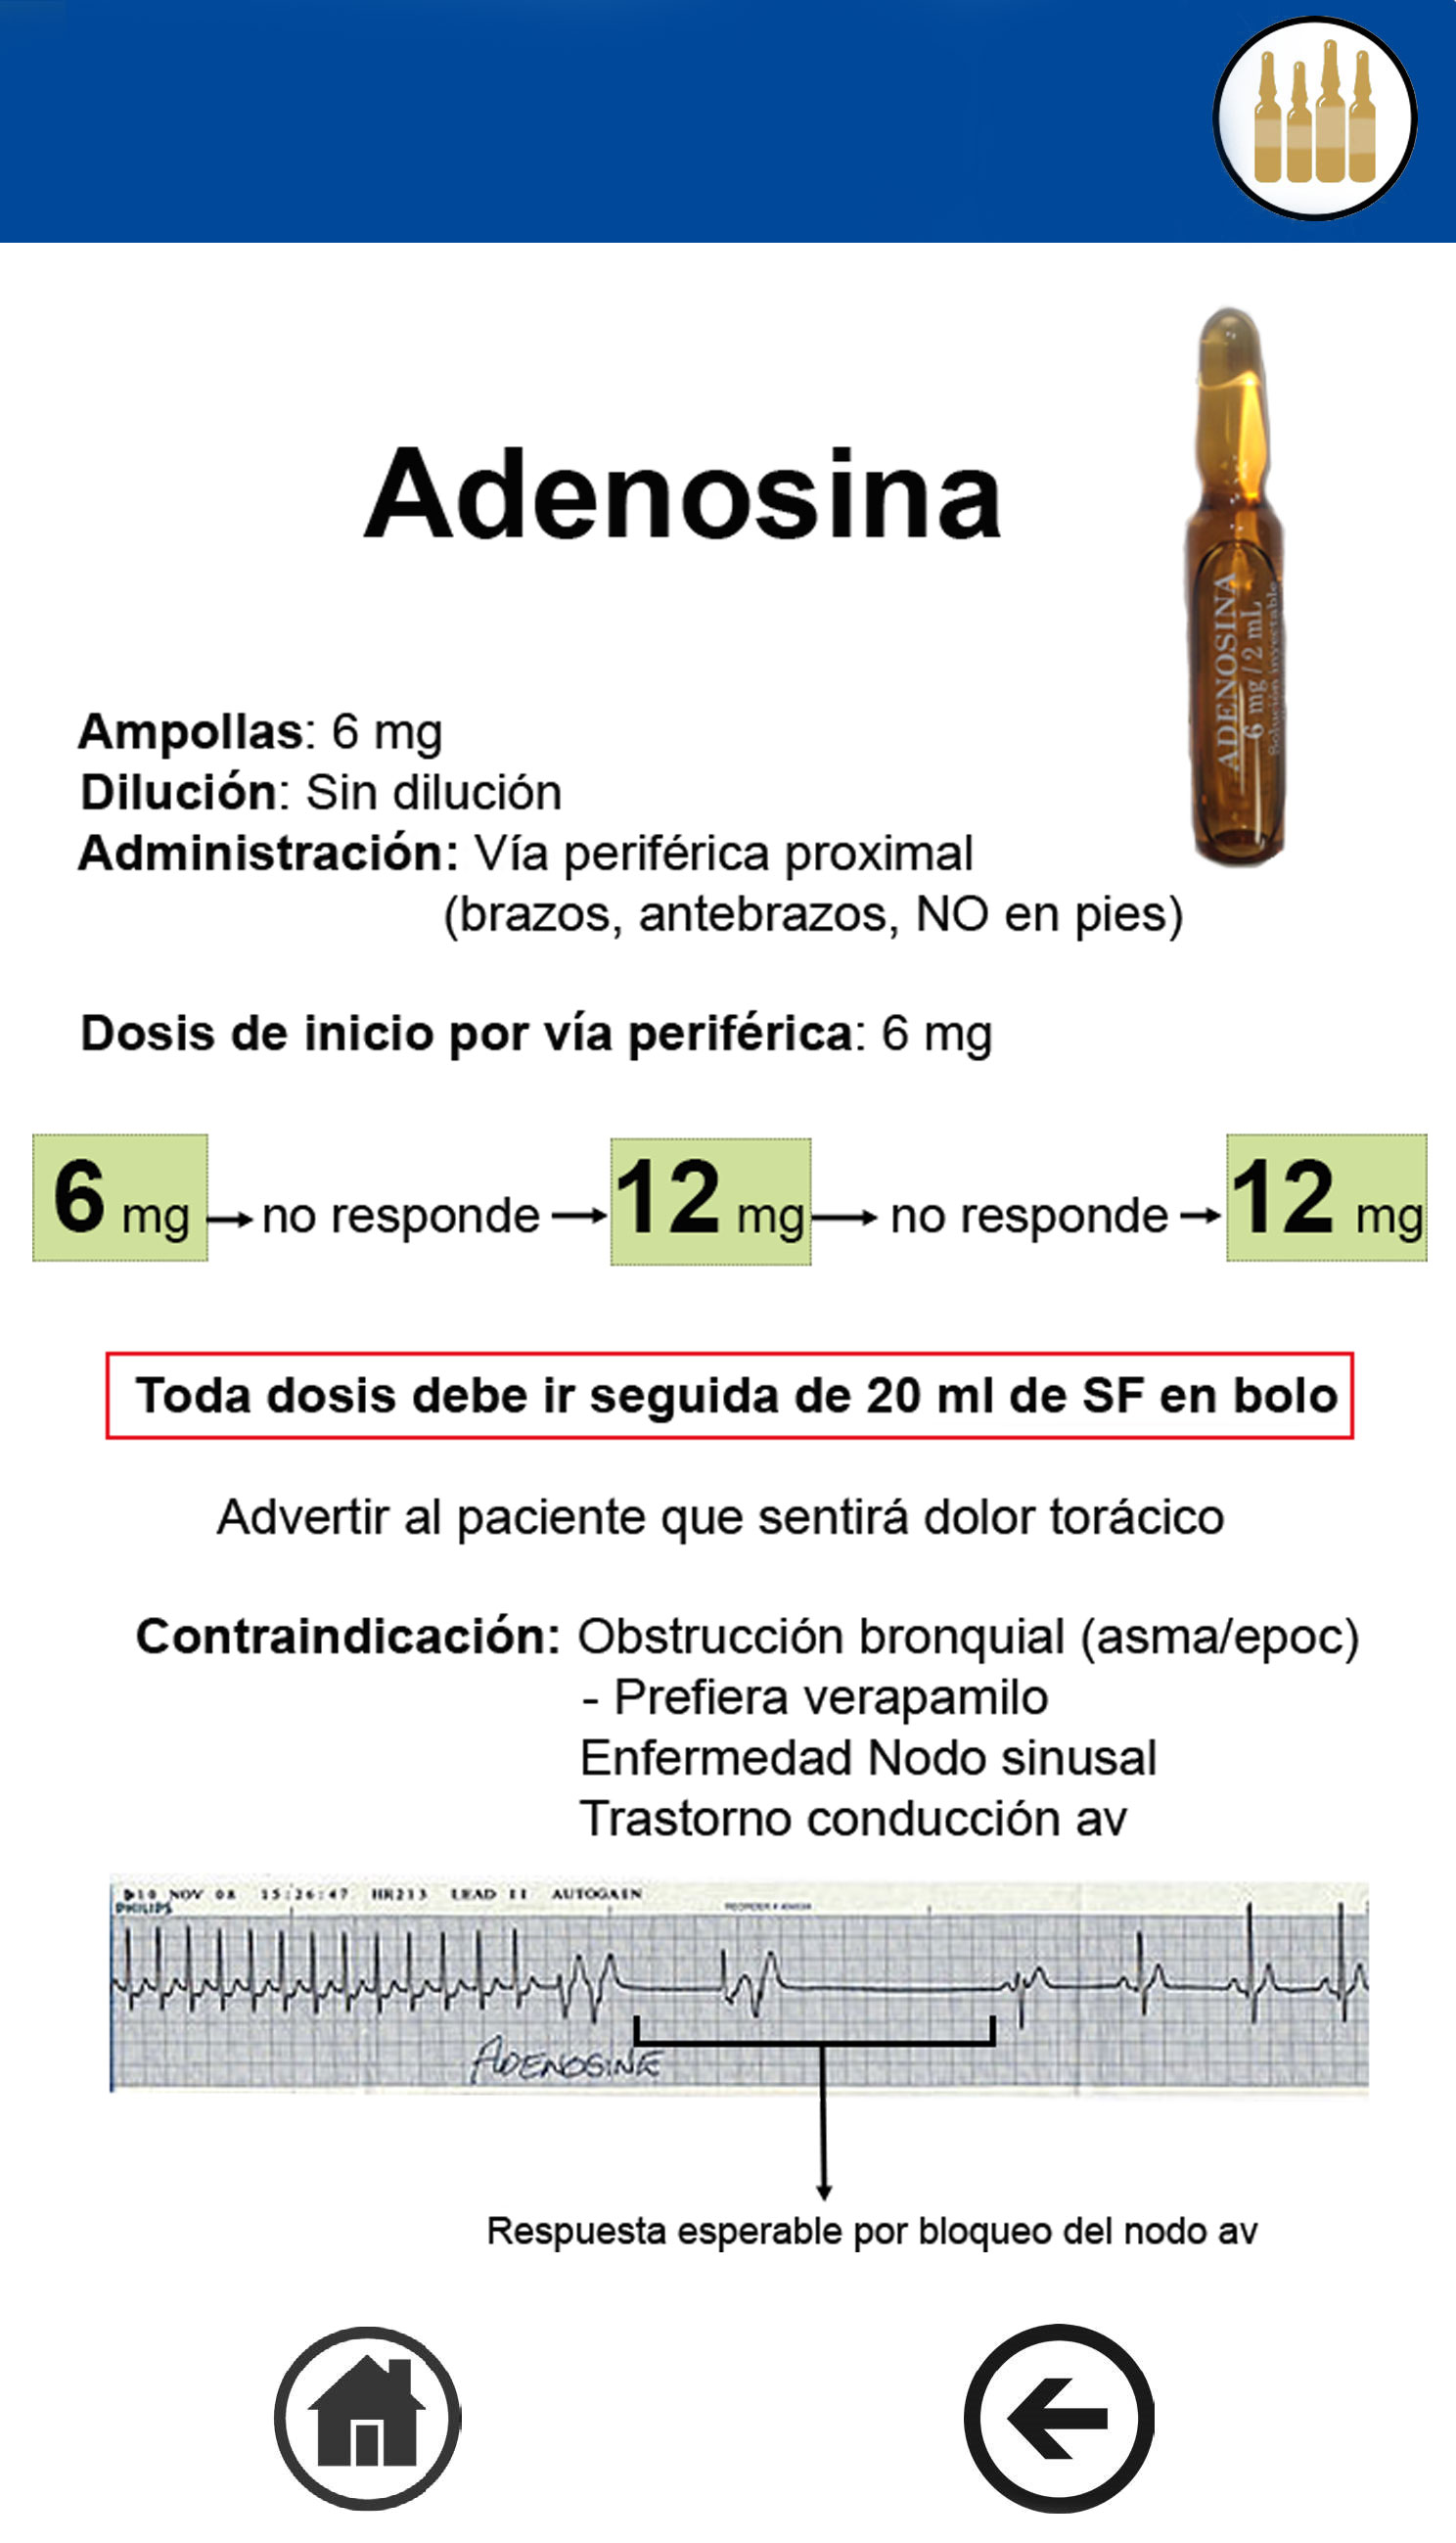 Adenosina
ADENOSINA
6 mg / 2 mL
Solución inyectable
Ampollas: 6 mg
Dilución: Sin dilución
Administración: Vía periférica proximal
(brazos, antebrazos, NO en pies)
Dosis de inicio por vía periférica: 6 mg
6 mg → no responde → 12 mg → no responde → 12 mg
Toda dosis debe ir seguida de 20 ml de SF en bolo
Advertir al paciente que sentirá dolor torácico
Contraindicación: Obstrucción bronquial (asma/epoc)
- Prefiera verapamilo
Enfermedad Nodo sinusal
Trastorno conducción av
10 NOV 08 15:26:47 HR213 LEAD II AUTOGAIN
PHILIPS
ADENOSINE
Respuesta esperable por bloqueo del nodo av